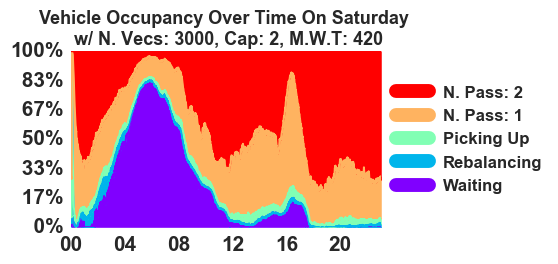 Vehicle Occupancy Over Time On Saturday
w/ N. Vecs: 3000, Cap: 2, M.W.T: 420
100%
83%
67%
50%
33%
17%
0%
00 04 08 12 16 20
N. Pass: 2
N. Pass: 1
Picking Up
Rebalancing
Waiting